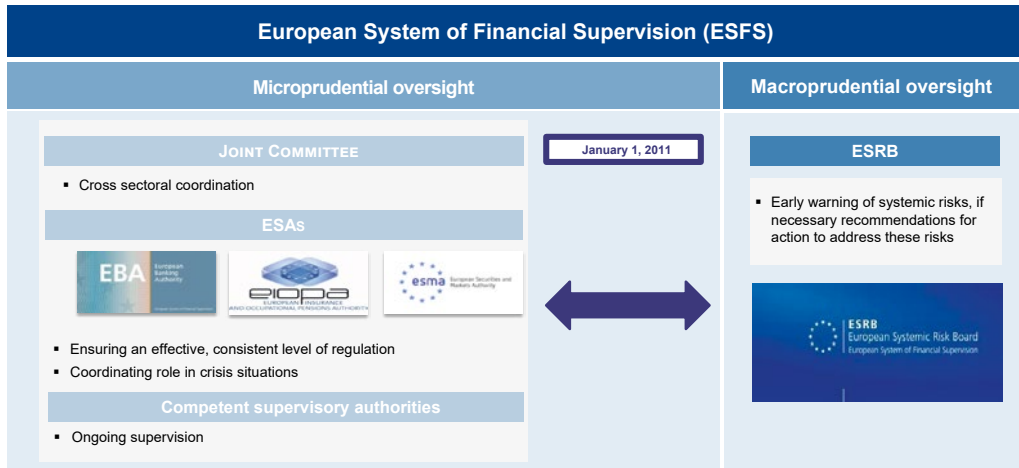 European System of Financial Supervision (ESFS)
Microprudential oversight
Macroprudential oversight
JOINT COMMITTEE
▪ Cross sectoral coordination
ESAS
EBA
European
Banking
Authority
eiopa
EUROPEAN INSURANCE
AND OCCUPATIONAL PENSIONS AUTHORITY
esma
European Securities and
Markets Authority
▪ Ensuring an effective, consistent level of regulation
▪ Coordinating role in crisis situations
Competent supervisory authorities
▪ Ongoing supervision
January 1, 2011
ESRB
▪ Early warning of systemic risks, if
necessary recommendations for
action to address these risks
ESRB
European Systemic Risk Board
European System of Financial Supervision